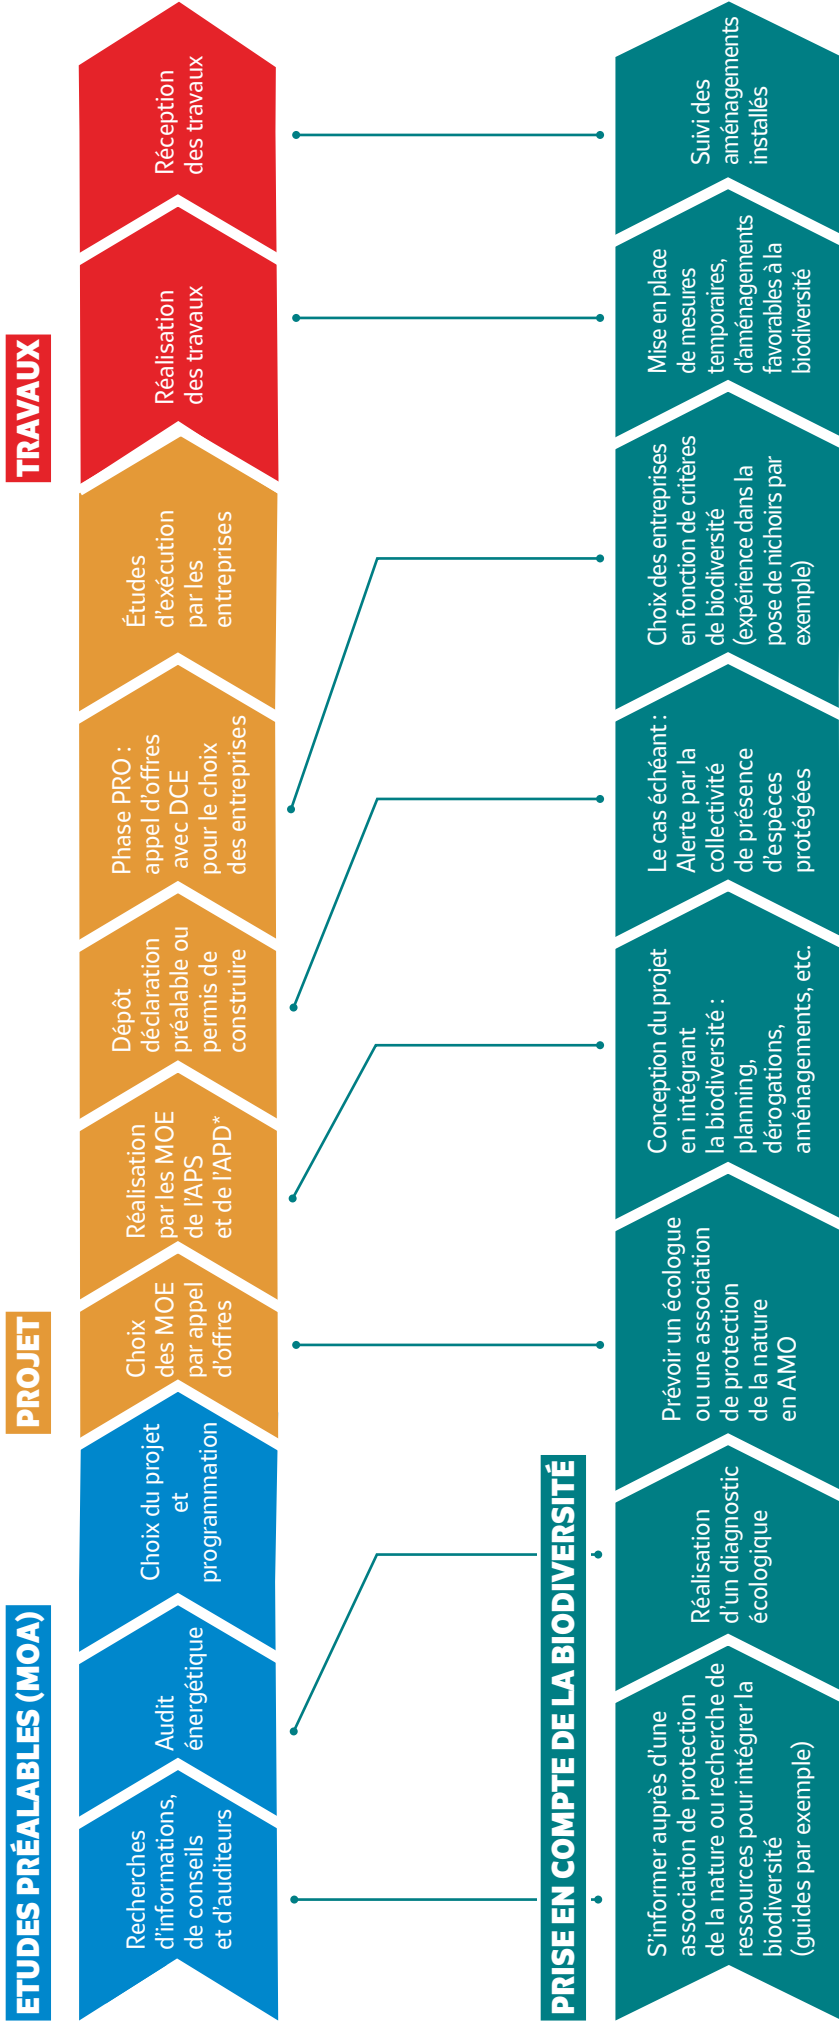 ETUDES PRÉALABLES (MOA)
PROJET
TRAVAUX
Recherches
d'informations,
de conseils
et d'auditeurs
Audit
énergétique
Choix du projet
et
programmation
Choix
des MOE
par appel
d'offres
Réalisation
par les MOE
de l'APS
et de l'APD*
Dépôt
déclaration
préalable ou
permis de
construire
Phase PRO :
appel d'offres
avec DCE
pour le choix
des entreprises
Études
d'exécution
par les
entreprises
Réalisation
des travaux
Réception
des travaux
PRISE EN COMPTE DE LA BIODIVERSITÉ
S'informer auprès d'une
association de protection
de la nature ou recherche de
ressources pour intégrer la
biodiversité
(guides par exemple)
Réalisation
d'un diagnostic
écologique
Prévoir un écologue
ou une association
de protection
de la nature
en AMO
Conception du projet
en intégrant
la biodiversité :
planning,
dérogations,
aménagements, etc.
Le cas échéant :
Alerte par la
collectivité
de présence
d'espèces
protégées
Choix des entreprises
en fonction de critères
de biodiversité
(expérience dans la
pose de nichoirs par
exemple)
Mise en place
de mesures
temporaires,
d'aménagements
favorables à la
biodiversité
Suivi des
aménagements
installés